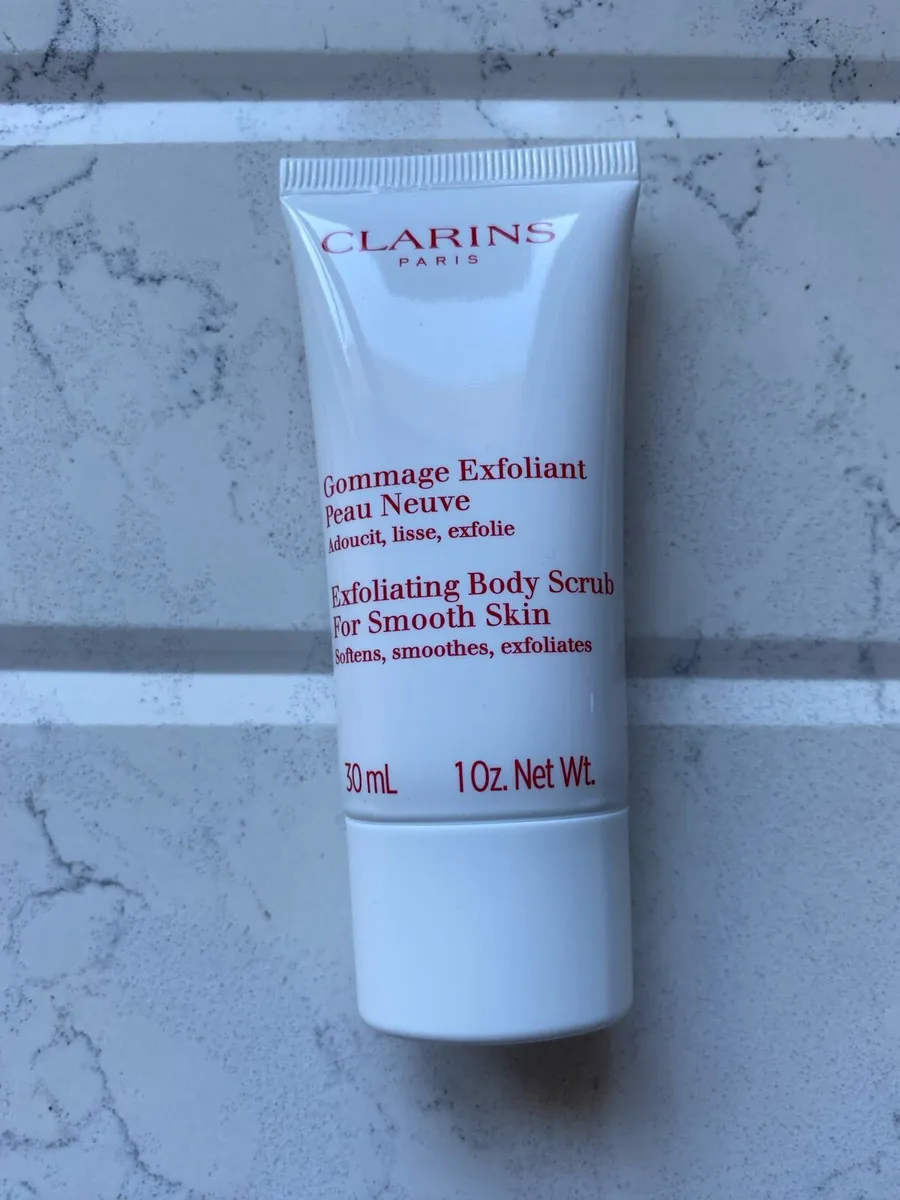 CLARINS
PARIS
Gommage Exfoliant
Peau Neuve
Adoucit, lisse, exfolie
Exfoliating Body Scrub
For Smooth Skin
Softens, smoothes, exfoliates
30 mL 1 Oz. Net Wt.